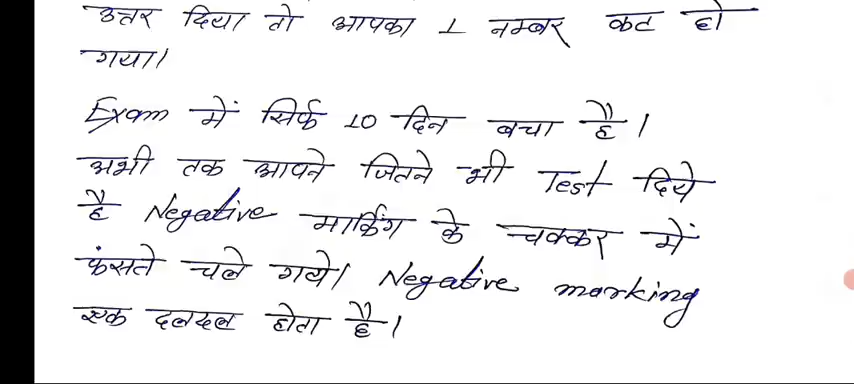 उत्तर दिया तो आपका 1 नम्बर कट हो
गया।
Exam में सिर्फ 10 दिन बचा है।
अभी तक आपने जितने भी Test दिये
है Negative मार्किंग के चक्कर में
फंसते चले गये। Negative marking
एक दलदल होता है।